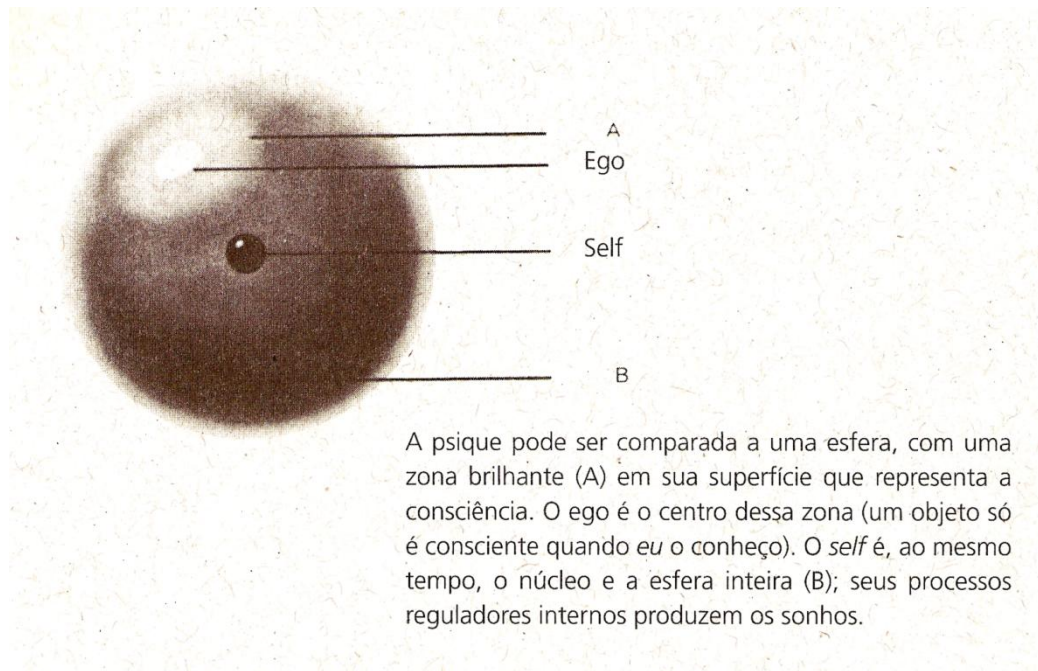 A
Ego
Self
B
A psique pode ser comparada a uma esfera, com uma
zona brilhante (A) em sua superfície que representa a
consciência. O ego é o centro dessa zona (um objeto só
é consciente quando eu o conheço). O self é, ao mesmo
tempo, o núcleo e a esfera inteira (B); seus processos
reguladores internos produzem os sonhos.